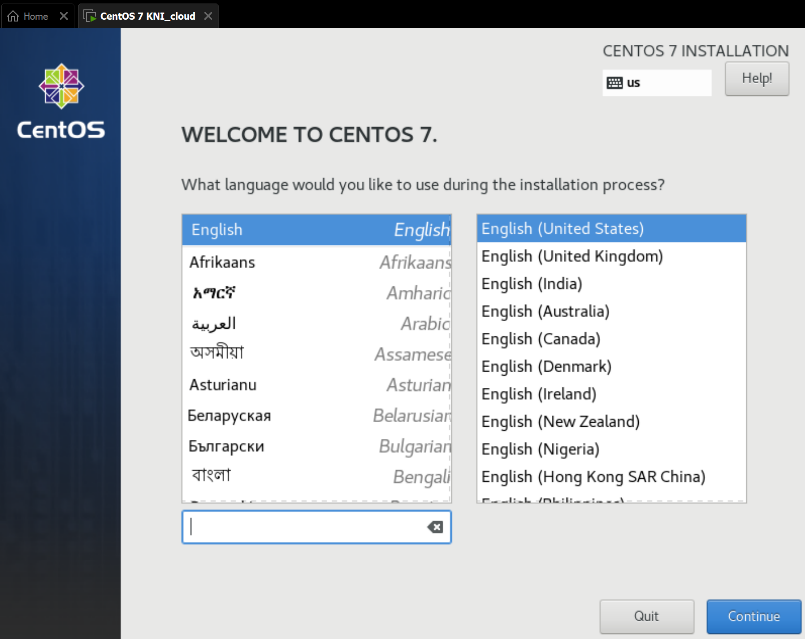 Home
CentOS 7 KNI_cloud
CentOS
CENTOS 7 INSTALLATION
us
Help!
WELCOME TO CENTOS 7.
What language would you like to use during the installation process?
English English
Afrikaans Afrikaans
አማርኛ Amharic
العربية Arabic
অসমীয়া Assamese
Asturianu Asturian
Беларуская Belarusian
Български Bulgarian
বাংলা Bengali
English (United States)
English (United Kingdom)
English (India)
English (Australia)
English (Canada)
English (Denmark)
English (Ireland)
English (New Zealand)
English (Nigeria)
English (Hong Kong SAR China)
English (Philippines)
Quit
Continue